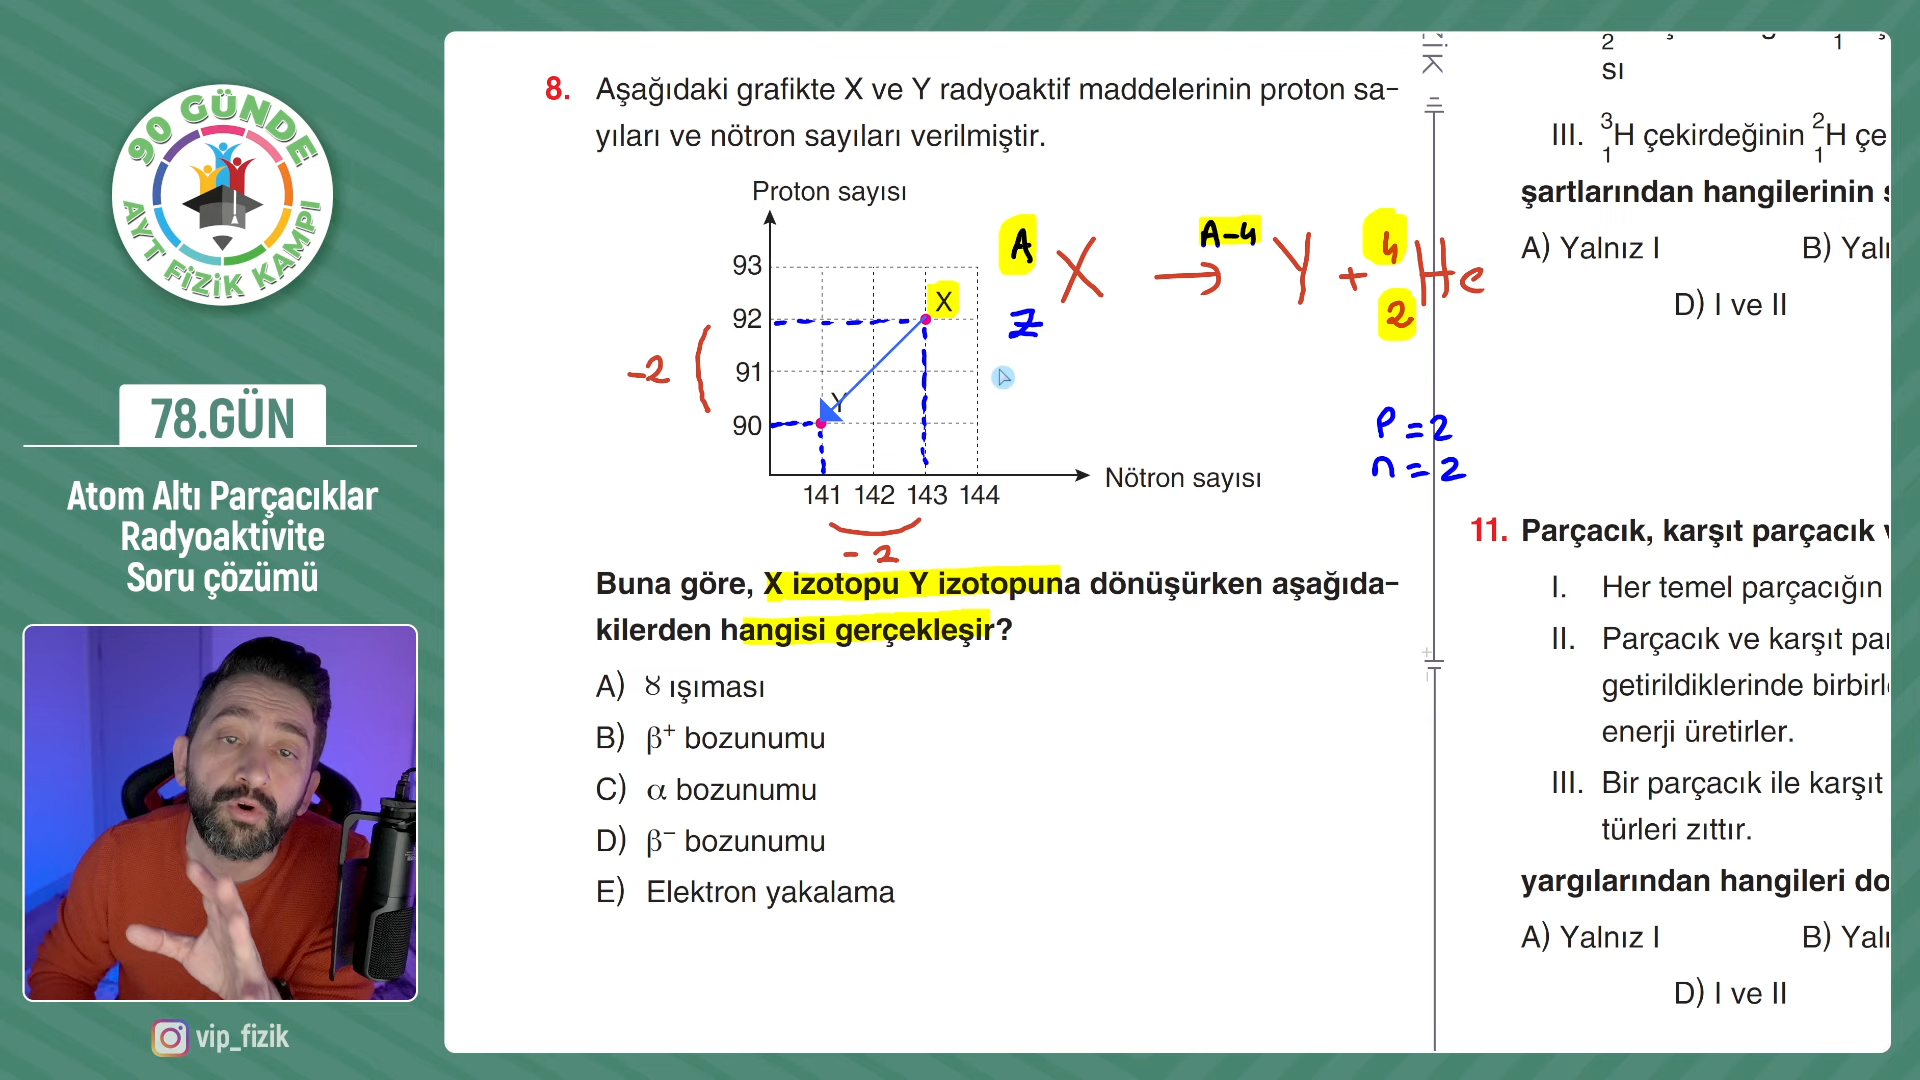 90 GÜNDE
AYT FİZİK KAMPI
78.GÜN
Atom Altı Parçacıklar
Radyoaktivite
Soru çözümü
vip_fizik
8. Aşağıdaki grafikte X ve Y radyoaktif maddelerinin proton sa-
yıları ve nötron sayıları verilmiştir.
Proton sayısı
93
92
91
90
X
Y
141 142 143 144
Nötron sayısı
-2
-2
A
Z
X → A-4 Y + 4 2 He
P = 2
n = 2
Buna göre, X izotopu Y izotopuna dönüşürken aşağıda-
kilerden hangisi gerçekleşir?
A) ɣ ışıması
B) β+ bozunumu
C) α bozunumu
D) β− bozunumu
E) Elektron yakalama
2
1
sı
III. ³₁H çekirdeğinin ²₁H çe
şartlarından hangilerinin s
A) Yalnız I
B) Yalı
D) I ve II
11. Parçacık, karşıt parçacık
I. Her temel parçacığın
II. Parçacık ve karşıt pa
getirildiklerinde birbirl
enerji üretirler.
III. Bir parçacık ile karşıt
türleri zıttır.
yargılarından hangileri do
A) Yalnız I
B) Yalı
D) I ve II